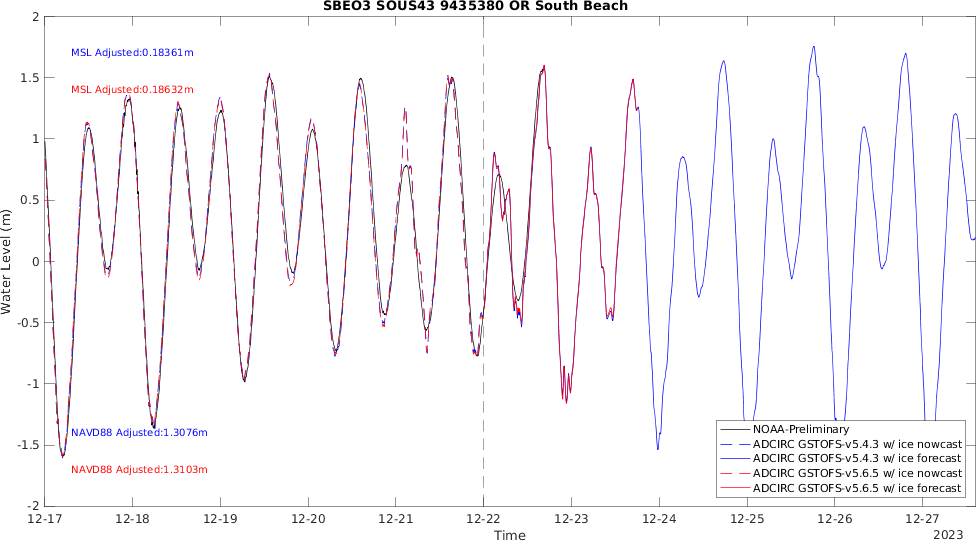 SBEO3 SOUS43 9435380 OR South Beach
2
1.5
1
0.5
0
-0.5
-1
-1.5
-2
Water Level (m)
MSL Adjusted:0.18361m
MSL Adjusted:0.18632m
NAVD88 Adjusted:1.3076m
NAVD88 Adjusted:1.3103m
NOAA-Preliminary
ADCIRC GSTOFS-v5.4.3 w/ ice nowcast
ADCIRC GSTOFS-v5.4.3 w/ ice forecast
ADCIRC GSTOFS-v5.6.5 w/ ice nowcast
ADCIRC GSTOFS-v5.6.5 w/ ice forecast
12-17 12-18 12-19 12-20 12-21 12-22 12-23 12-24 12-25 12-26 12-27
Time
2023